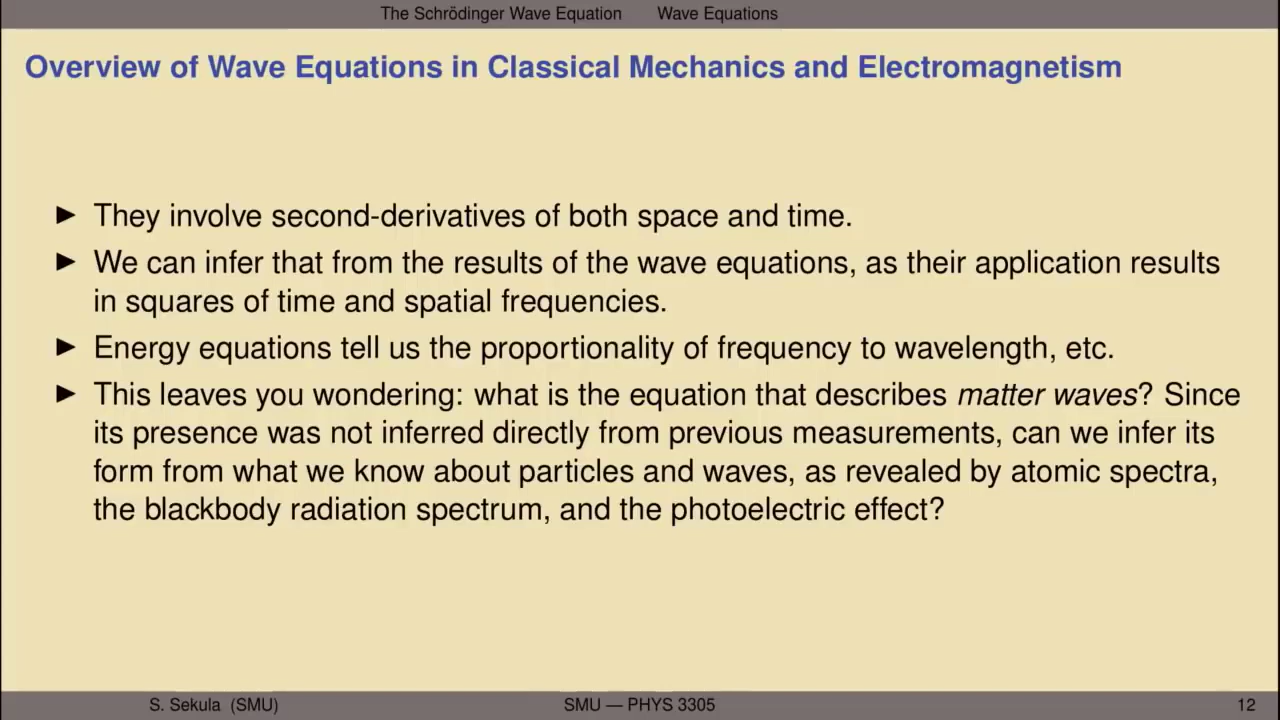 The Schrödinger Wave Equation Wave Equations
Overview of Wave Equations in Classical Mechanics and Electromagnetism
▶ They involve second-derivatives of both space and time.
▶ We can infer that from the results of the wave equations, as their application results
in squares of time and spatial frequencies.
▶ Energy equations tell us the proportionality of frequency to wavelength, etc.
▶ This leaves you wondering: what is the equation that describes matter waves? Since
its presence was not inferred directly from previous measurements, can we infer its
form from what we know about particles and waves, as revealed by atomic spectra,
the blackbody radiation spectrum, and the photoelectric effect?
S. Sekula (SMU) SMU — PHYS 3305 12